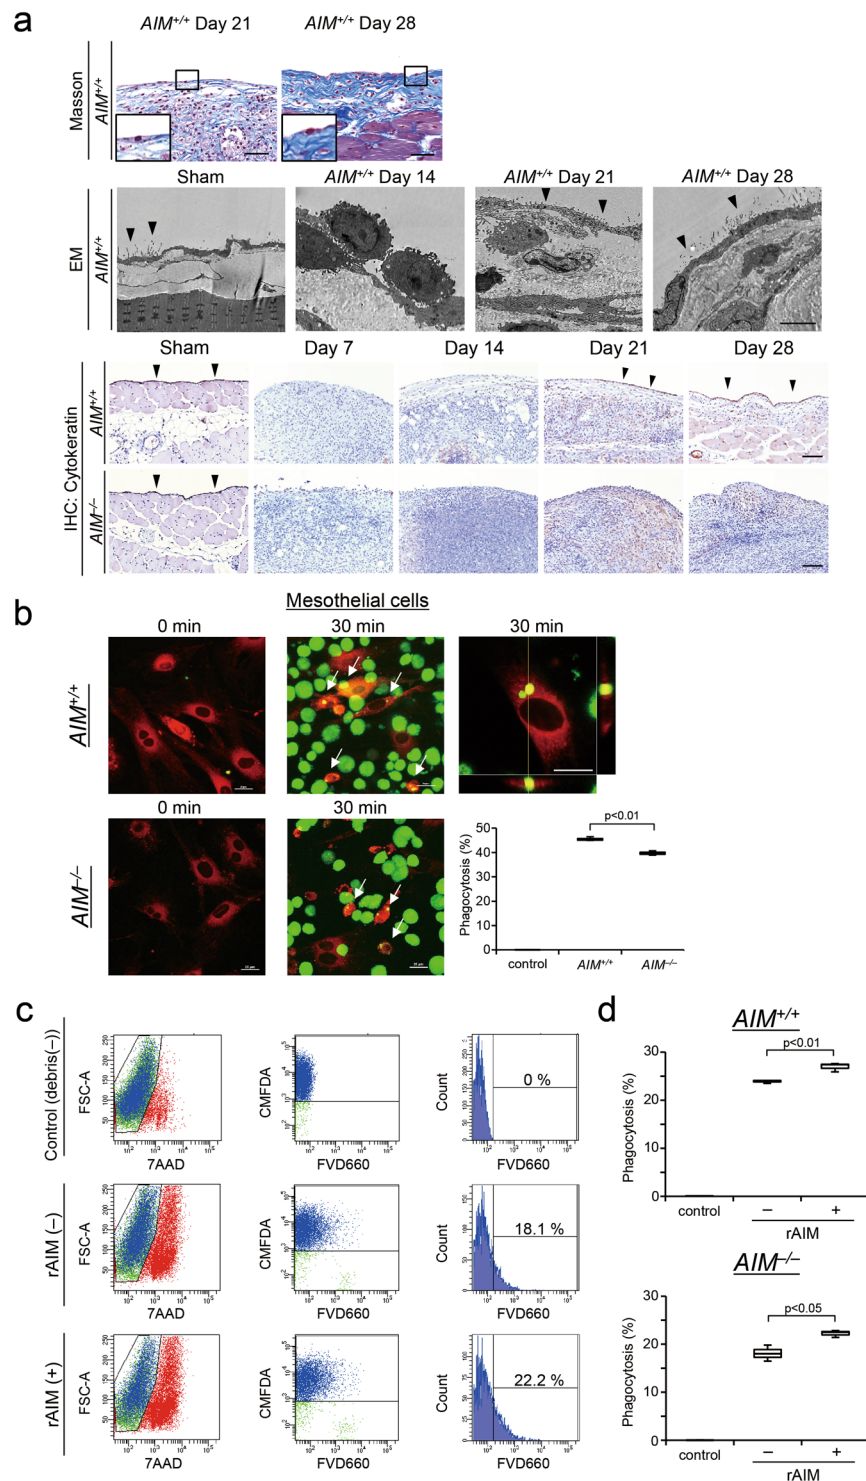 a
AIM+/+ Day 21
AIM+/+ Day 28
Masson
AIM+/+
Sham
AIM+/+ Day 14
AIM+/+ Day 21
AIM+/+ Day 28
EM
AIM+/+
Sham
Day 7
Day 14
Day 21
Day 28
IHC: Cytokeratin
AIM+/+
AIM−/−
b
Mesothelial cells
0 min
30 min
30 min
AIM+/+
0 min
30 min
AIM−/−
Phagocytosis (%)
50
40
30
20
10
0
p<0.01
control
AIM+/+
AIM−/−
c
Control (debris(−))
FSC-A
7AAD
CMFDA
FVD660
Count
0 %
FVD660
rAIM (−)
FSC-A
7AAD
CMFDA
FVD660
Count
18.1 %
FVD660
rAIM (+)
FSC-A
7AAD
CMFDA
FVD660
Count
22.2 %
FVD660
d
AIM+/+
Phagocytosis (%)
30
20
10
0
p<0.01
control
−
+
rAIM
AIM−/−
Phagocytosis (%)
30
20
10
0
p<0.05
control
−
+
rAIM